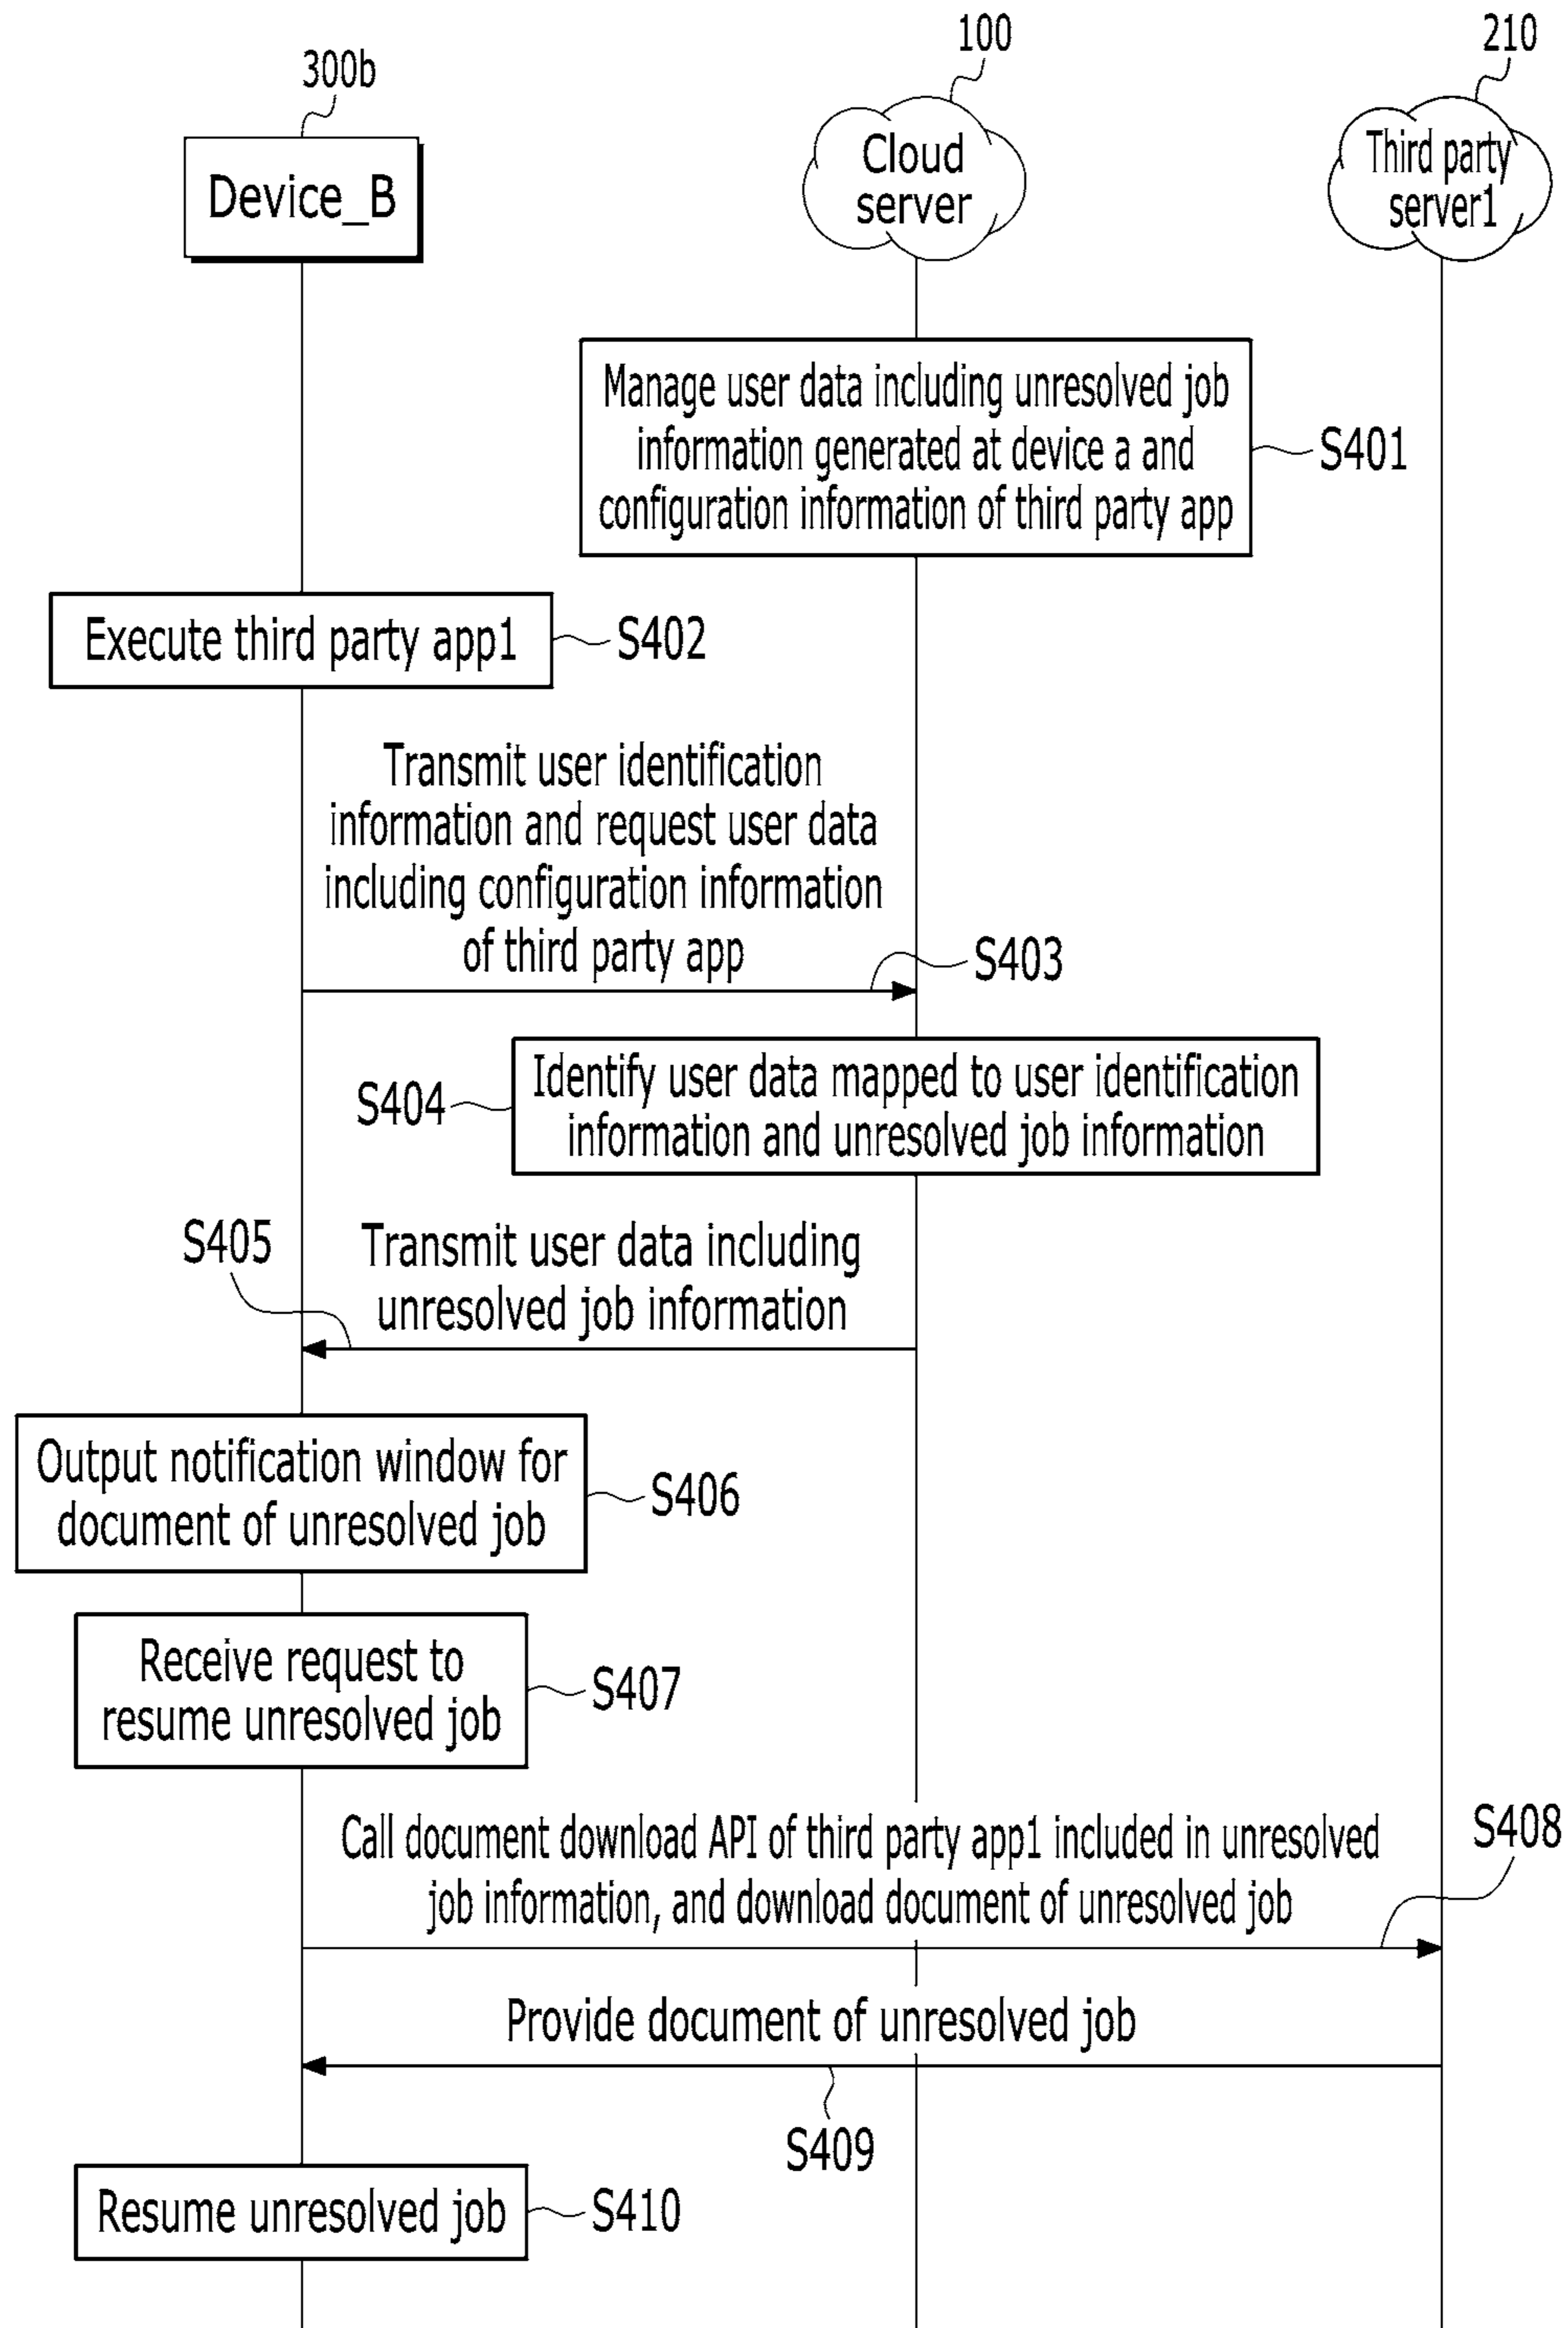 300b
100
210
Device_B
Cloud
server
Third party
server1
Manage user data including unresolved job
information generated at device a and
configuration information of third party app
S401
Execute third party app1
S402
Transmit user identification
information and request user data
including configuration information
of third party app
S403
S404
Identify user data mapped to user identification
information and unresolved job information
S405
Transmit user data including
unresolved job information
Output notification window for
document of unresolved job
S406
Receive request to
resume unresolved job
S407
Call document download API of third party app1 included in unresolved
job information, and download document of unresolved job
S408
Provide document of unresolved job
S409
Resume unresolved job
S410